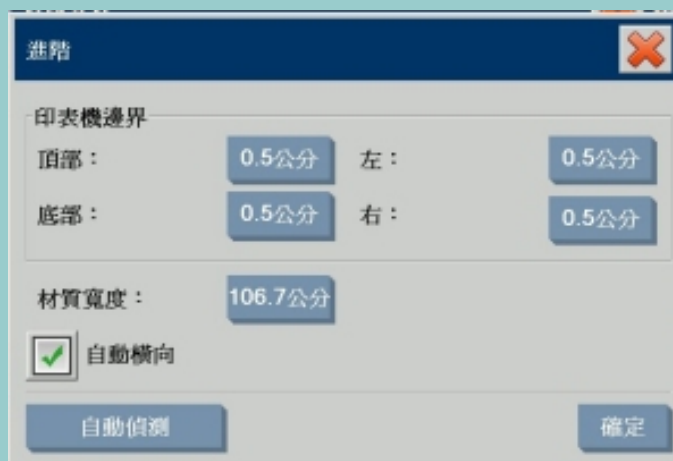 進階
印表機邊界
頂部： 0.5公分 左： 0.5公分
底部： 0.5公分 右： 0.5公分
材質寬度： 106.7公分
自動橫向
自動偵測 確定